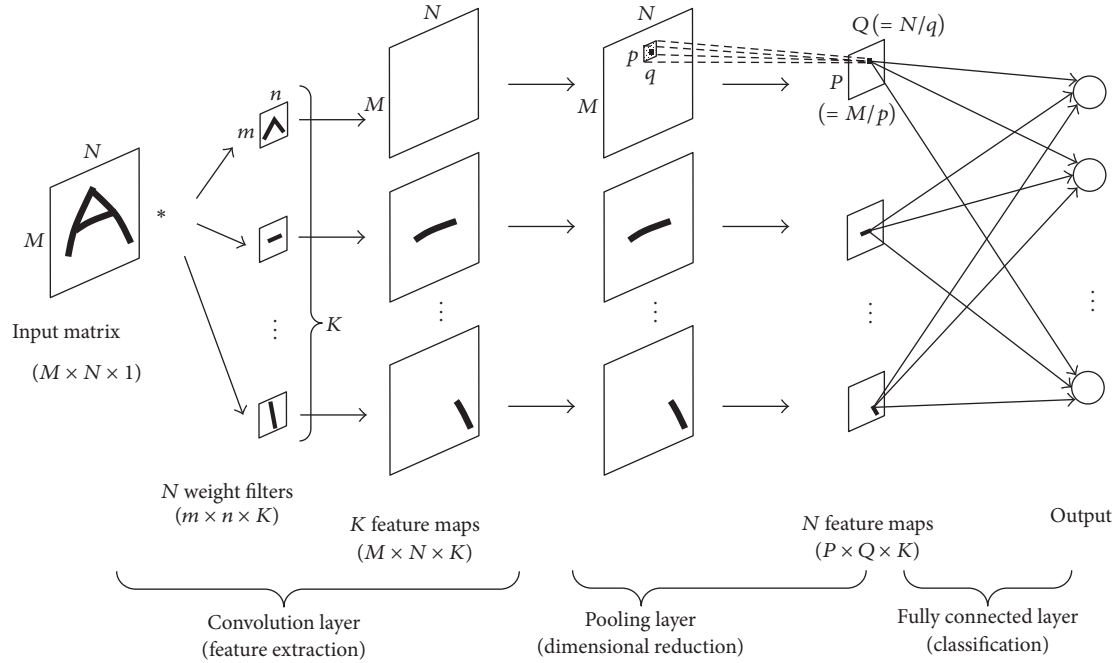 N
M
Input matrix
(M × N × 1)
*
n
m
K
⋮
N weight filters
(m × n × K)
N
M
⋮
K feature maps
(M × N × K)
N
p
q
M
⋮
Q (= N/q)
P
(= M/p)
⋮
N feature maps
(P × Q × K)
⋮
Output
Convolution layer
(feature extraction)
Pooling layer
(dimensional reduction)
Fully connected layer
(classification)